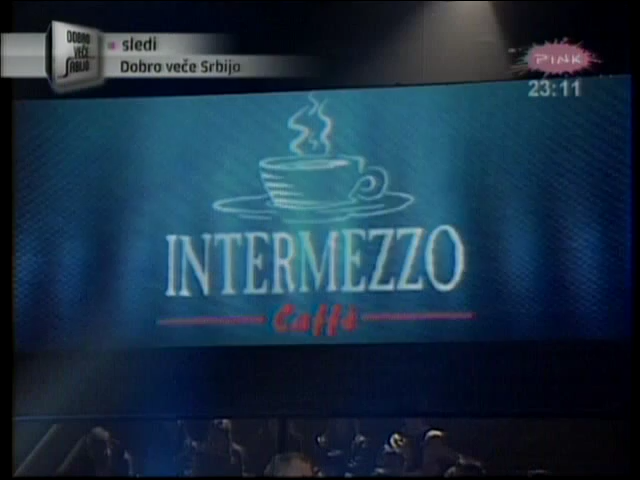 DOBRO
VEČE
SRBIJO
sledi
Dobro veče Srbijo
PINK
23:11
INTERMEZZO
Caffè